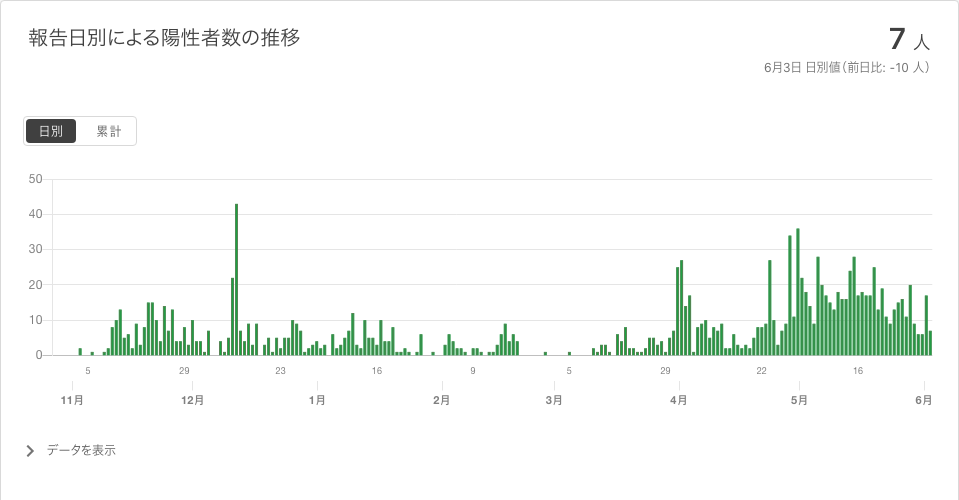 報告日別による陽性者数の推移
7 人
6月3日 日別値（前日比: -10 人）
日別 累計
50
40
30
20
10
0
5 29 23 16 9 5 29 22 16
11月 12月 1月 2月 3月 4月 5月 6月
データを表示